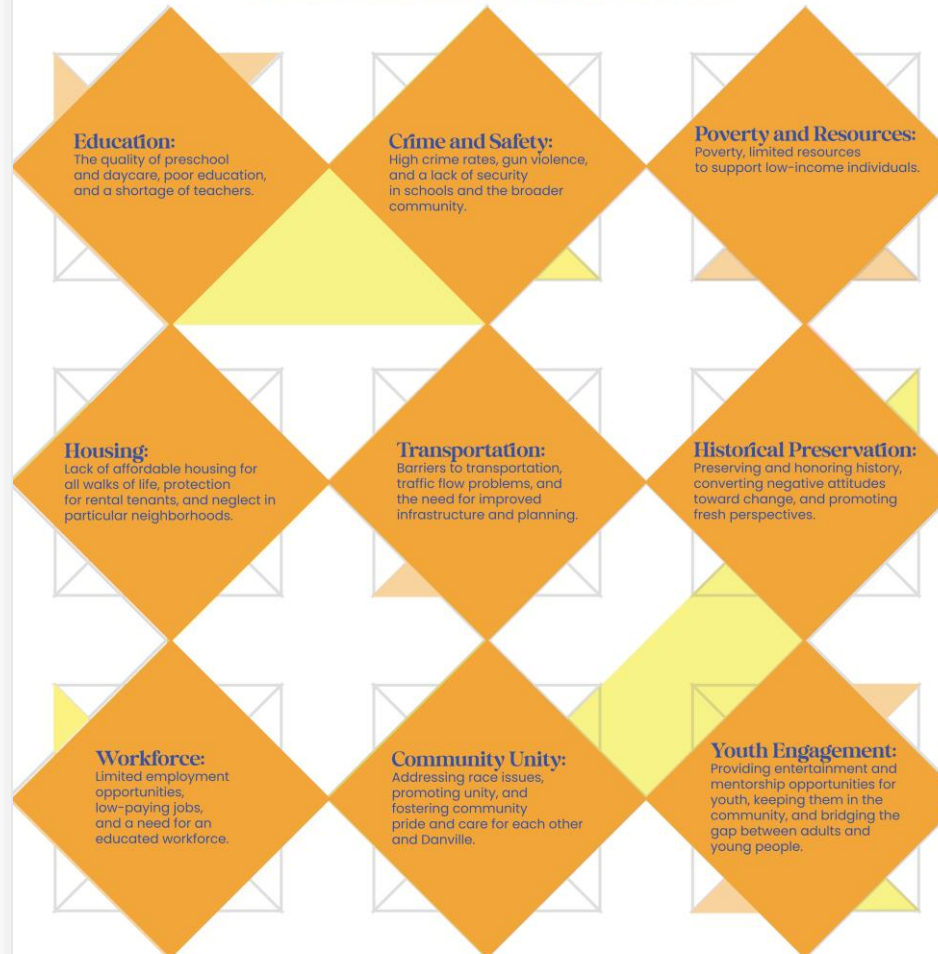 Education:
The quality of preschool
and daycare, poor education,
and a shortage of teachers.
Crime and Safety:
High crime rates, gun violence,
and a lack of security
in schools and the broader
community.
Poverty and Resources:
Poverty, limited resources
to support low-income individuals.
Housing:
Lack of affordable housing for
all walks of life, protection
for rental tenants, and neglect in
particular neighborhoods.
Transportation:
Barriers to transportation,
traffic flow problems, and
the need for improved
infrastructure and planning.
Historical Preservation:
Preserving and honoring history,
converting negative attitudes
toward change, and promoting
fresh perspectives.
Workforce:
Limited employment
opportunities,
low-paying jobs,
and a need for an
educated workforce.
Community Unity:
Addressing race issues,
promoting unity, and
fostering community
pride and care for each other
and Danville.
Youth Engagement:
Providing entertainment and
mentorship opportunities for
youth, keeping them in the
community, and bridging the
gap between adults and
young people.